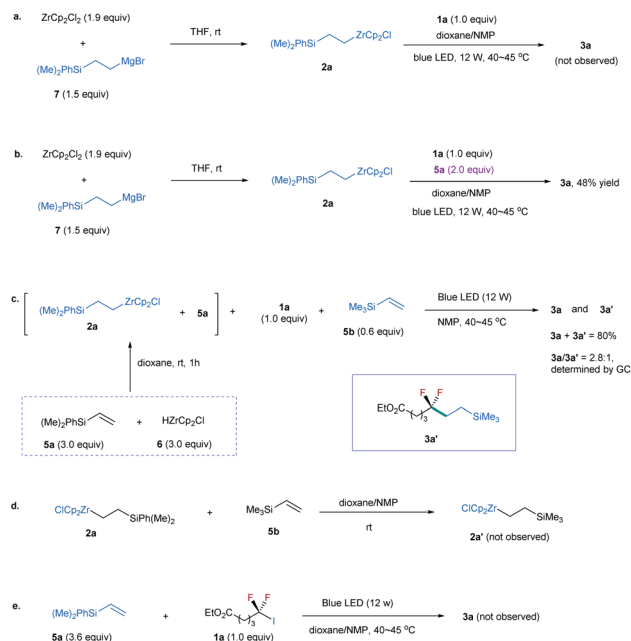 a.
ZrCp2Cl2 (1.9 equiv)
+
(Me)2PhSi MgBr
7 (1.5 equiv)
THF, rt
(Me)2PhSi ZrCp2Cl
2a
1a (1.0 equiv)
dioxane/NMP
blue LED, 12 W, 40~45 °C
3a
(not observed)
b.
ZrCp2Cl2 (1.9 equiv)
+
(Me)2PhSi MgBr
7 (1.5 equiv)
THF, rt
(Me)2PhSi ZrCp2Cl
2a
1a (1.0 equiv)
5a (2.0 equiv)
dioxane/NMP
blue LED, 12 W, 40~45 °C
3a, 48% yield
c.
(Me)2PhSi ZrCp2Cl
2a
+ 5a
+
1a
(1.0 equiv)
+
Me3Si
5b (0.6 equiv)
Blue LED (12 W)
NMP, 40~45 °C
3a and 3a'
3a + 3a' = 80%
3a/3a' = 2.8:1,
determined by GC
dioxane, rt, 1h
(Me)2PhSi + HZrCp2Cl
5a (3.0 equiv) 6 (3.0 equiv)
F F
EtO2C ( )3 SiMe3
3a'
d.
ClCp2Zr SiPh(Me)2
2a
+
Me3Si
5b
dioxane/NMP
rt
ClCp2Zr SiMe3
2a' (not observed)
e.
(Me)2PhSi
5a (3.6 equiv)
+
F F
EtO2C ( )3 I
1a (1.0 equiv)
Blue LED (12 w)
dioxane/NMP, 40~45 °C
3a (not observed)